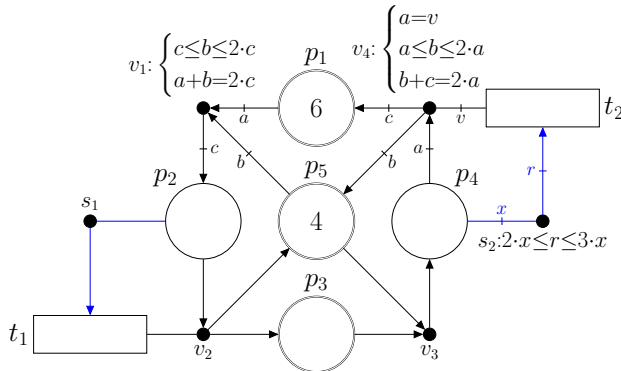 v₁: { c≤b≤2·c
a+b=2·c
p₁
6
v₄: { a=v
a≤b≤2·a
b+c=2·a
t₂
a
c
v
c
b
b
a
r
p₂
p₅
p₄
s₁
4
x
s₂:2·x≤r≤3·x
p₃
t₁
v₂
v₃